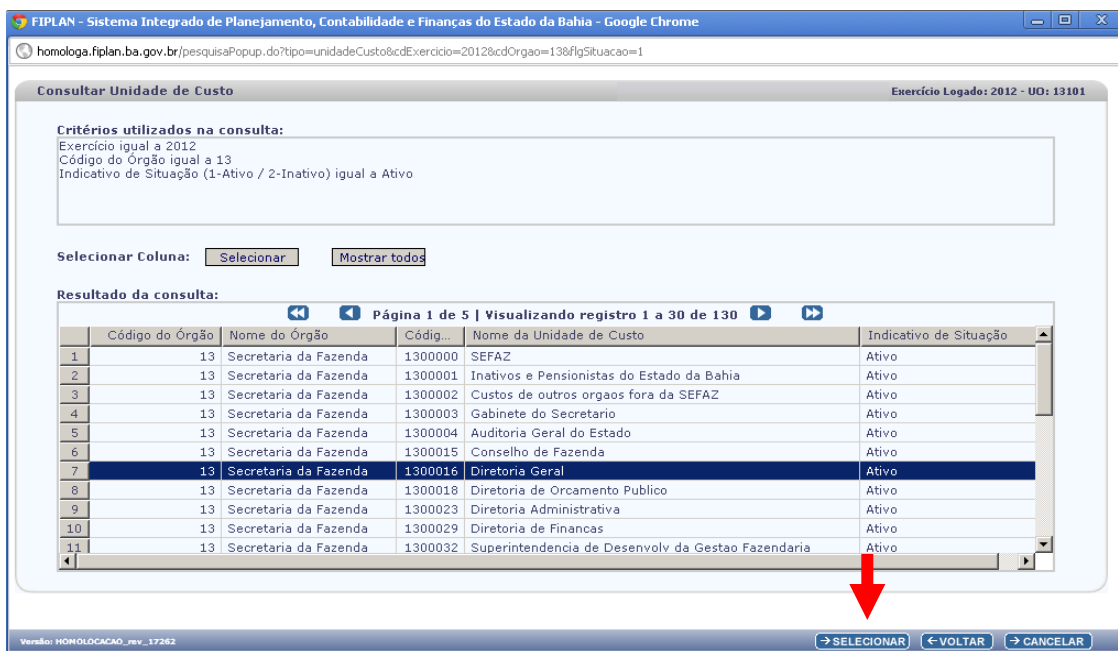 FIPLAN - Sistema Integrado de Planejamento, Contabilidade e Finanças do Estado da Bahia - Google Chrome
homologa.fiplan.ba.gov.br/pesquisaPopup.do?tipo=unidadeCusto&cdExercicio=2012&cdOrgao=13&flgSituacao=1
Consultar Unidade de Custo Exercício Logado: 2012 - UO: 13101
Critérios utilizados na consulta:
Exercício igual a 2012
Código do Órgão igual a 13
Indicativo de Situação (1-Ativo / 2-Inativo) igual a Ativo
Selecionar Coluna: Selecionar Mostrar todos
Resultado da consulta:
Página 1 de 5 | Visualizando registro 1 a 30 de 130
Código do Órgão Nome do Órgão Códig... Nome da Unidade de Custo Indicativo de Situação
1 13 Secretaria da Fazenda 1300000 SEFAZ Ativo
2 13 Secretaria da Fazenda 1300001 Inativos e Pensionistas do Estado da Bahia Ativo
3 13 Secretaria da Fazenda 1300002 Custos de outros orgaos fora da SEFAZ Ativo
4 13 Secretaria da Fazenda 1300003 Gabinete do Secretario Ativo
5 13 Secretaria da Fazenda 1300004 Auditoria Geral do Estado Ativo
6 13 Secretaria da Fazenda 1300015 Conselho de Fazenda Ativo
7 13 Secretaria da Fazenda 1300016 Diretoria Geral Ativo
8 13 Secretaria da Fazenda 1300018 Diretoria de Orcamento Publico Ativo
9 13 Secretaria da Fazenda 1300023 Diretoria Administrativa Ativo
10 13 Secretaria da Fazenda 1300029 Diretoria de Financas Ativo
11 13 Secretaria da Fazenda 1300032 Superintendencia de Desenvolv da Gestao Fazendaria Ativo
Versão: HOMOLOCACAO_rev_17262 SELECIONAR VOLTAR CANCELAR